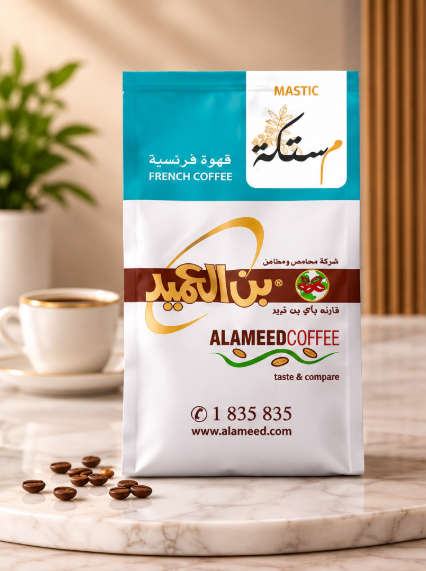 MASTIC
مستكة
قهوة فرنسية
FRENCH COFFEE
شركة محامص ومطاحن
بن العميد®
قارنه بأي بن تريد
ALAMEEDCOFFEE
taste & compare
✆ 1 835 835
www.alameed.com